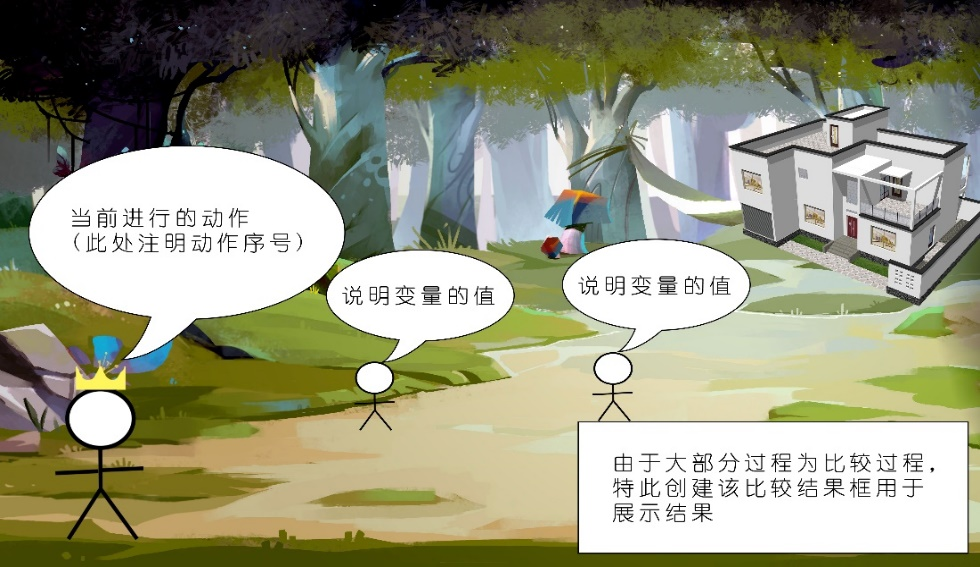 当前进行的动作
（此处注明动作序号）
说明变量的值
说明变量的值
由于大部分过程为比较过程，
特此创建该比较结果框用于
展示结果